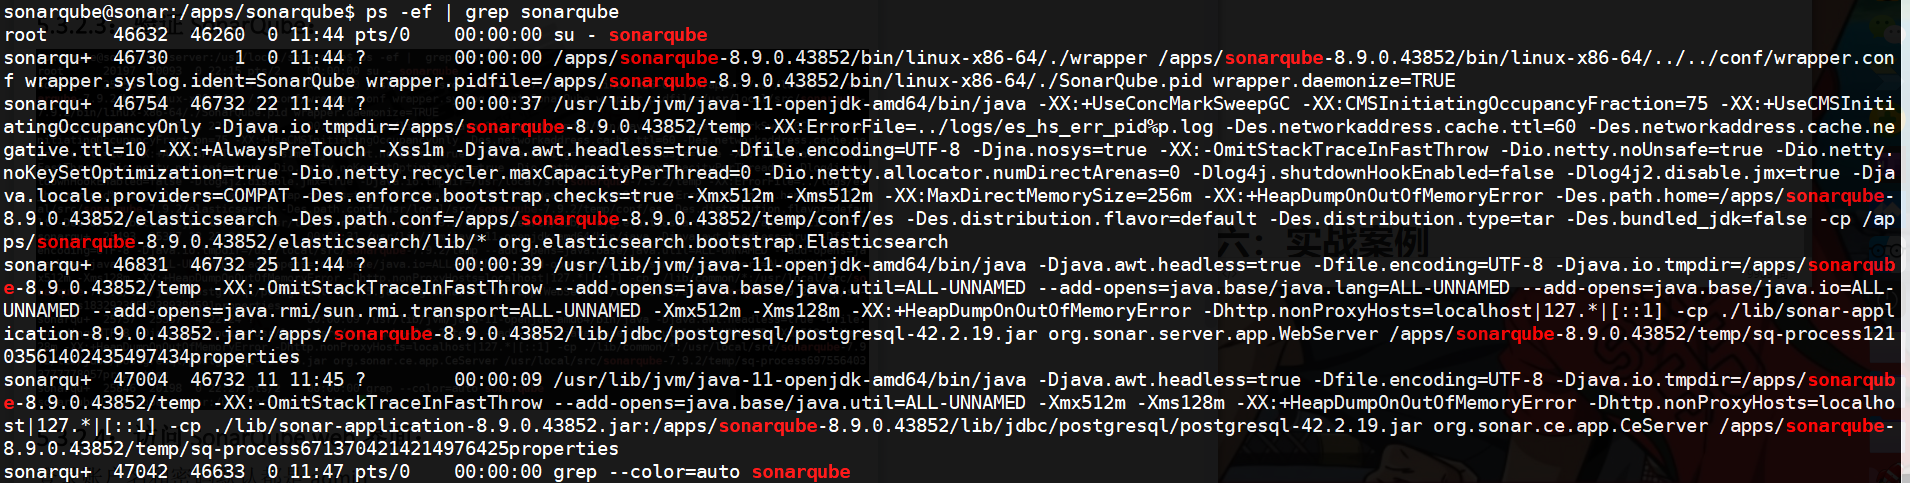 sonarqube@sonar:/apps/sonarqube$ ps -ef | grep sonarqube
root      46632  46260  0 11:44 pts/0    00:00:00 su - sonarqube
sonarqu+  46730      1  0 11:44 ?        00:00:00 /apps/sonarqube-8.9.0.43852/bin/linux-x86-64/./wrapper /apps/sonarqube-8.9.0.43852/bin/linux-x86-64/../../conf/wrapper.con
f wrapper.syslog.ident=SonarQube wrapper.pidfile=/apps/sonarqube-8.9.0.43852/bin/linux-x86-64/./SonarQube.pid wrapper.daemonize=TRUE
sonarqu+  46754  46732 22 11:44 ?        00:00:37 /usr/lib/jvm/java-11-openjdk-amd64/bin/java -XX:+UseConcMarkSweepGC -XX:CMSInitiatingOccupancyFraction=75 -XX:+UseCMSIniti
atingOccupancyOnly -Djava.io.tmpdir=/apps/sonarqube-8.9.0.43852/temp -XX:ErrorFile=../logs/es_hs_err_pid%p.log -Des.networkaddress.cache.ttl=60 -Des.networkaddress.cache.ne
gative.ttl=10 -XX:+AlwaysPreTouch -Xss1m -Djava.awt.headless=true -Dfile.encoding=UTF-8 -Djna.nosys=true -XX:-OmitStackTraceInFastThrow -Dio.netty.noUnsafe=true -Dio.netty.
noKeySetOptimization=true -Dio.netty.recycler.maxCapacityPerThread=0 -Dio.netty.allocator.numDirectArenas=0 -Dlog4j.shutdownHookEnabled=false -Dlog4j2.disable.jmx=true -Dja
va.locale.providers=COMPAT -Des.enforce.bootstrap.checks=true -Xmx512m -Xms512m -XX:MaxDirectMemorySize=256m -XX:+HeapDumpOnOutOfMemoryError -Des.path.home=/apps/sonarqube-
8.9.0.43852/elasticsearch -Des.path.conf=/apps/sonarqube-8.9.0.43852/temp/conf/es -Des.distribution.flavor=default -Des.distribution.type=tar -Des.bundled_jdk=false -cp /ap
ps/sonarqube-8.9.0.43852/elasticsearch/lib/* org.elasticsearch.bootstrap.Elasticsearch
六：实战案例
sonarqu+  46831  46732 25 11:44 ?        00:00:39 /usr/lib/jvm/java-11-openjdk-amd64/bin/java -Djava.awt.headless=true -Dfile.encoding=UTF-8 -Djava.io.tmpdir=/apps/sonarqub
e-8.9.0.43852/temp -XX:-OmitStackTraceInFastThrow --add-opens=java.base/java.util=ALL-UNNAMED --add-opens=java.base/java.lang=ALL-UNNAMED --add-opens=java.base/java.io=ALL-
UNNAMED --add-opens=java.rmi/sun.rmi.transport=ALL-UNNAMED -Xmx512m -Xms128m -XX:+HeapDumpOnOutOfMemoryError -Dhttp.nonProxyHosts=localhost|127.*|[::1] -cp ./lib/sonar-appl
ication-8.9.0.43852.jar:/apps/sonarqube-8.9.0.43852/lib/jdbc/postgresql/postgresql-42.2.19.jar org.sonar.server.app.WebServer /apps/sonarqube-8.9.0.43852/temp/sq-process121
03561402435497434properties
sonarqu+  47004  46732 11 11:45 ?        00:00:09 /usr/lib/jvm/java-11-openjdk-amd64/bin/java -Djava.awt.headless=true -Dfile.encoding=UTF-8 -Djava.io.tmpdir=/apps/sonarqub
e-8.9.0.43852/temp -XX:-OmitStackTraceInFastThrow --add-opens=java.base/java.util=ALL-UNNAMED -Xmx512m -Xms128m -XX:+HeapDumpOnOutOfMemoryError -Dhttp.nonProxyHosts=localho
st|127.*|[::1] -cp ./lib/sonar-application-8.9.0.43852.jar:/apps/sonarqube-8.9.0.43852/lib/jdbc/postgresql/postgresql-42.2.19.jar org.sonar.ce.app.CeServer /apps/sonarqube-
8.9.0.43852/temp/sq-process6713704214214976425properties
sonarqu+  47042  46633  0 11:47 pts/0    00:00:00 grep --color=auto sonarqube